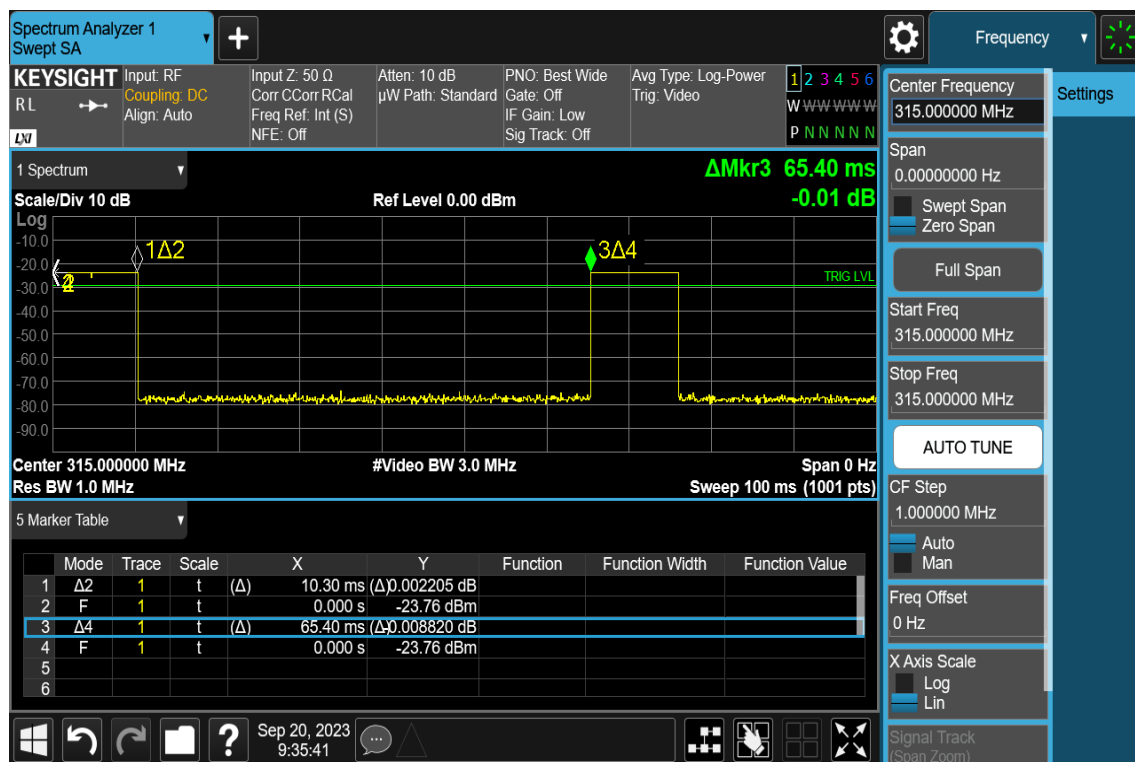 Spectrum Analyzer 1
Swept SA
+
Frequency
KEYSIGHT
RL
LXI
Input: RF
Coupling: DC
Align: Auto
Input Z: 50 Ω
Corr CCorr RCal
Freq Ref: Int (S)
NFE: Off
Atten: 10 dB
µW Path: Standard
PNO: Best Wide
Gate: Off
IF Gain: Low
Sig Track: Off
Avg Type: Log-Power
Trig: Video
1 2 3 4 5 6
W W W W W W
P N N N N N
1 Spectrum
ΔMkr3 65.40 ms
-0.01 dB
Scale/Div 10 dB
Ref Level 0.00 dBm
Log
-10.0
-20.0
-30.0
-40.0
-50.0
-60.0
-70.0
-80.0
-90.0
1Δ2
3Δ4
TRIG LVL
Center 315.000000 MHz
#Video BW 3.0 MHz
Span 0 Hz
Res BW 1.0 MHz
Sweep 100 ms (1001 pts)
5 Marker Table
Mode Trace Scale X Y Function Function Width Function Value
1 Δ2 1 t (Δ) 10.30 ms (Δ)0.002205 dB
2 F 1 t 0.000 s -23.76 dBm
3 Δ4 1 t (Δ) 65.40 ms (Δ)-0.008820 dB
4 F 1 t 0.000 s -23.76 dBm
5
6
?
Sep 20, 2023
9:35:41
Center Frequency
315.000000 MHz
Span
0.00000000 Hz
Swept Span
Zero Span
Full Span
Start Freq
315.000000 MHz
Stop Freq
315.000000 MHz
AUTO TUNE
CF Step
1.000000 MHz
Auto
Man
Freq Offset
0 Hz
X Axis Scale
Log
Lin
Signal Track
(Span Zoom)
Settings